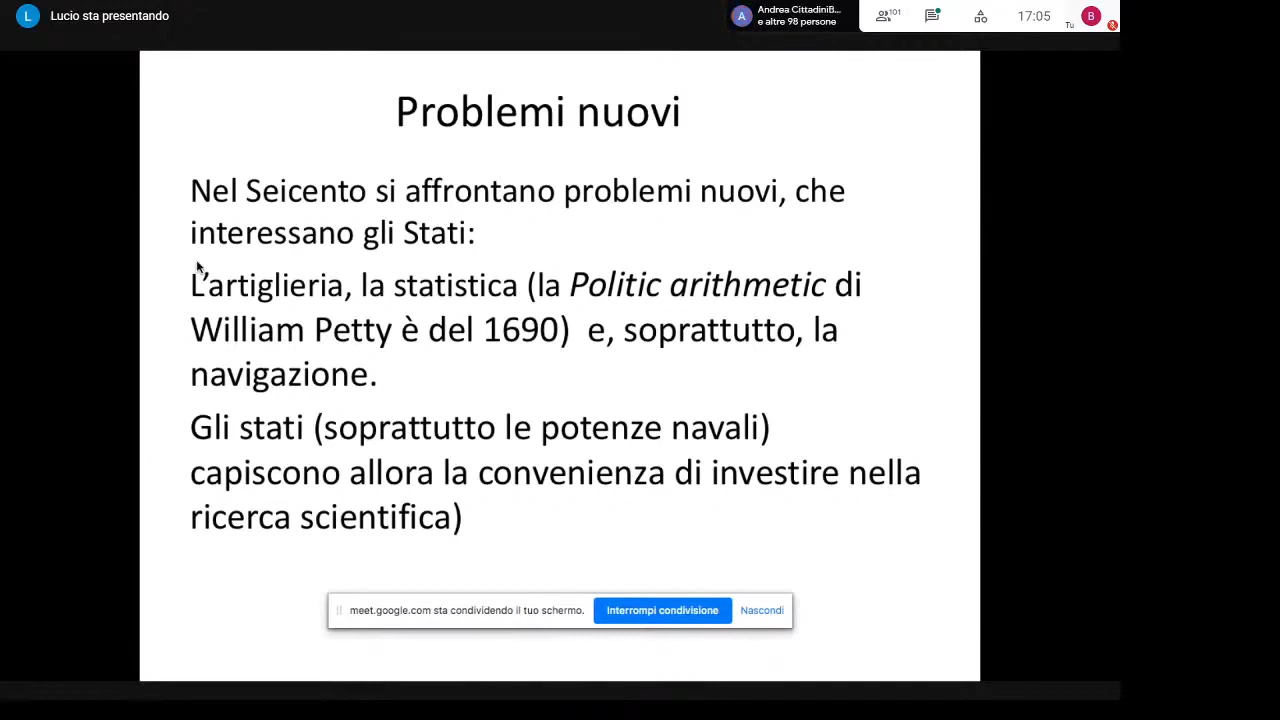 L Lucio sta presentando
A Andrea CittadiniB...
e altre 98 persone
101
17:05
Tu
B
Problemi nuovi
Nel Seicento si affrontano problemi nuovi, che
interessano gli Stati:
L’artiglieria, la statistica (la Politic arithmetic di
William Petty è del 1690) e, soprattutto, la
navigazione.
Gli stati (soprattutto le potenze navali)
capiscono allora la convenienza di investire nella
ricerca scientifica)
meet.google.com sta condividendo il tuo schermo. Interrompi condivisione Nascondi